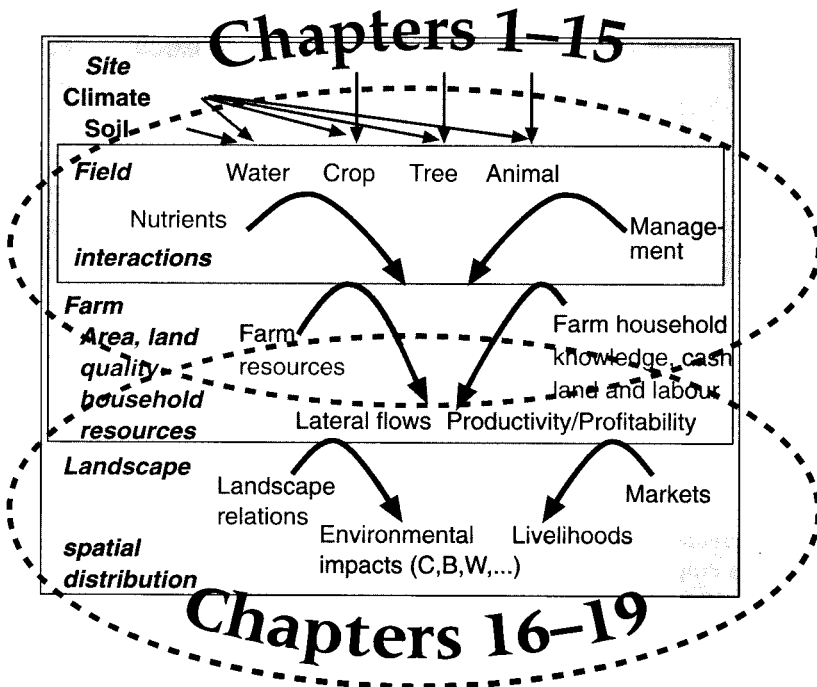 Chapters 1–15
Site
Climate
Soil
Field
Water Crop Tree Animal
Nutrients
Manage-
ment
interactions
Farm
Area, land
quality
household
resources
Farm
resources
Farm household
knowledge, cash
land and labour
Lateral flows Productivity/Profitability
Landscape
Landscape
relations
Markets
Environmental
impacts (C,B,W,...)
Livelihoods
spatial
distribution
Chapters 16–19